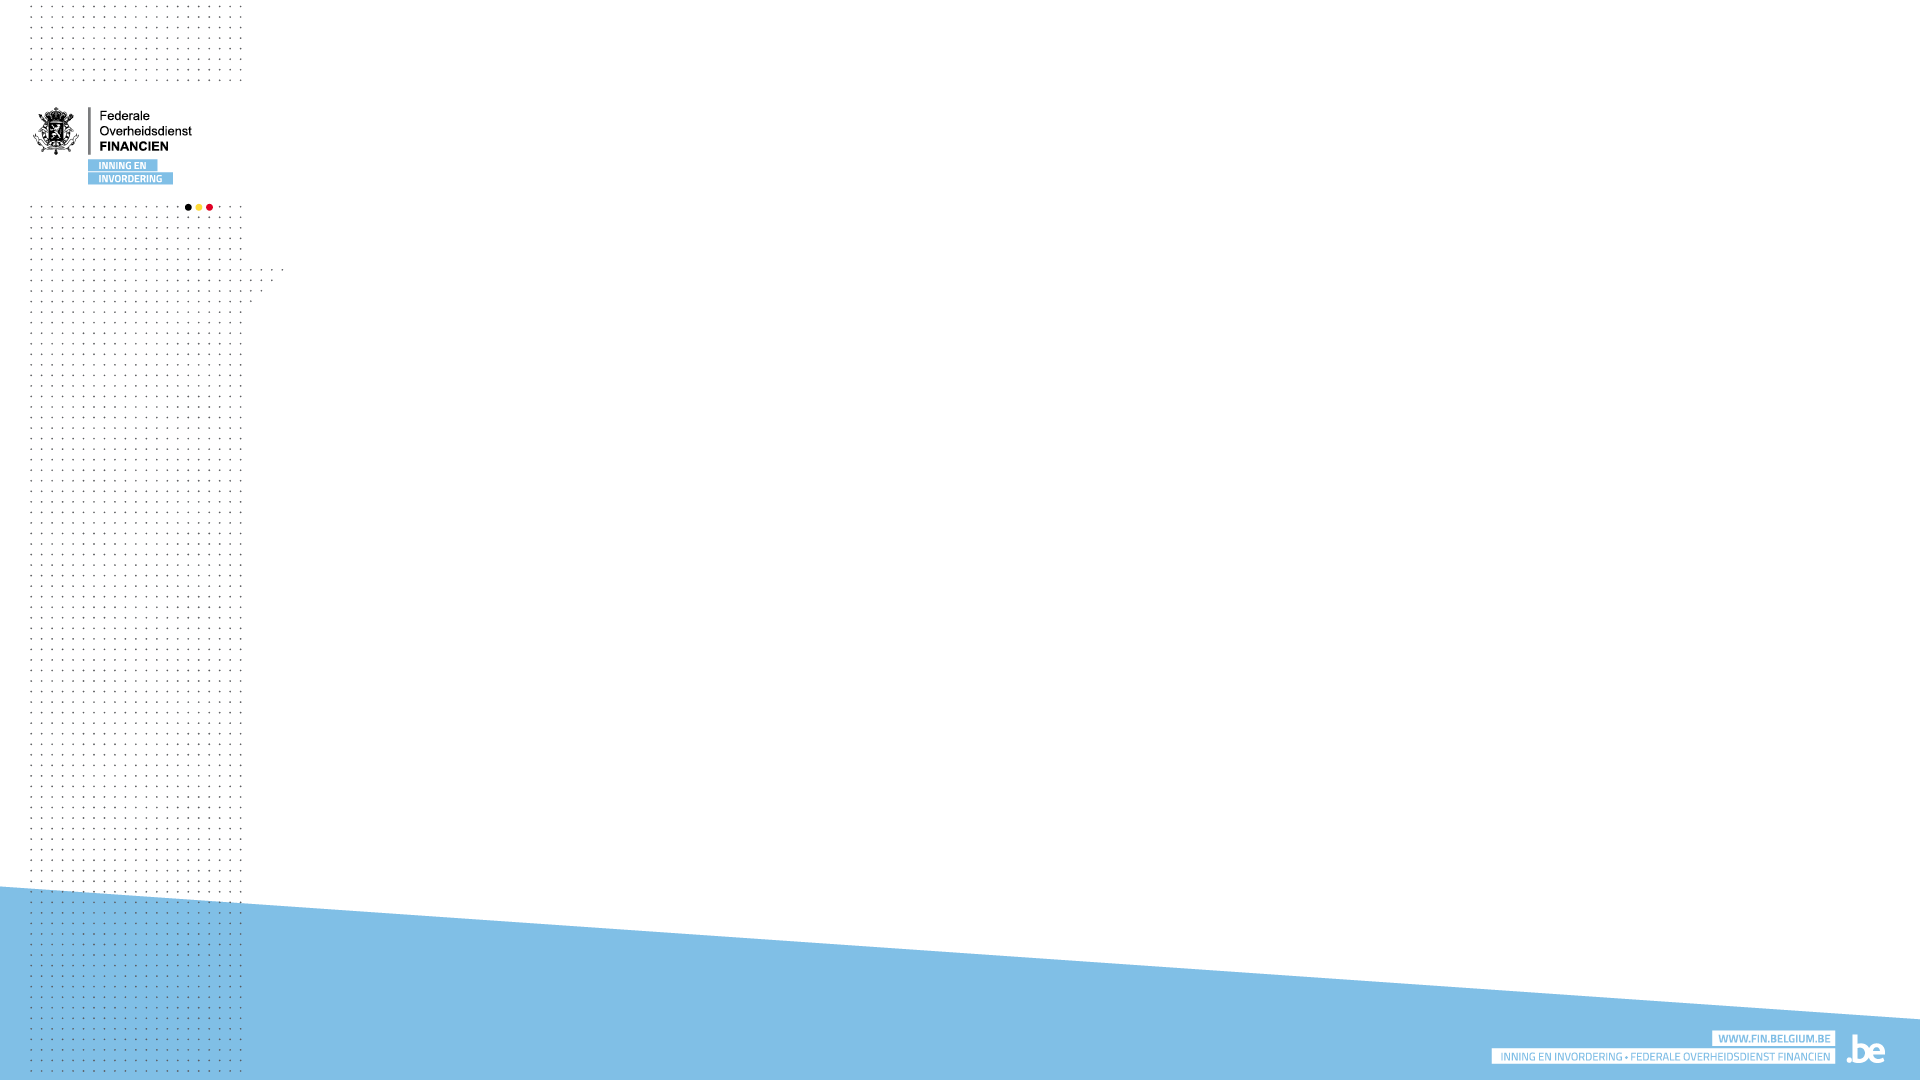 Federale
Overheidsdienst
FINANCIEN
INNING EN
INVORDERING
WWW.FIN.BELGIUM.BE
INNING EN INVORDERING • FEDERALE OVERHEIDSDIENST FINANCIEN
.be